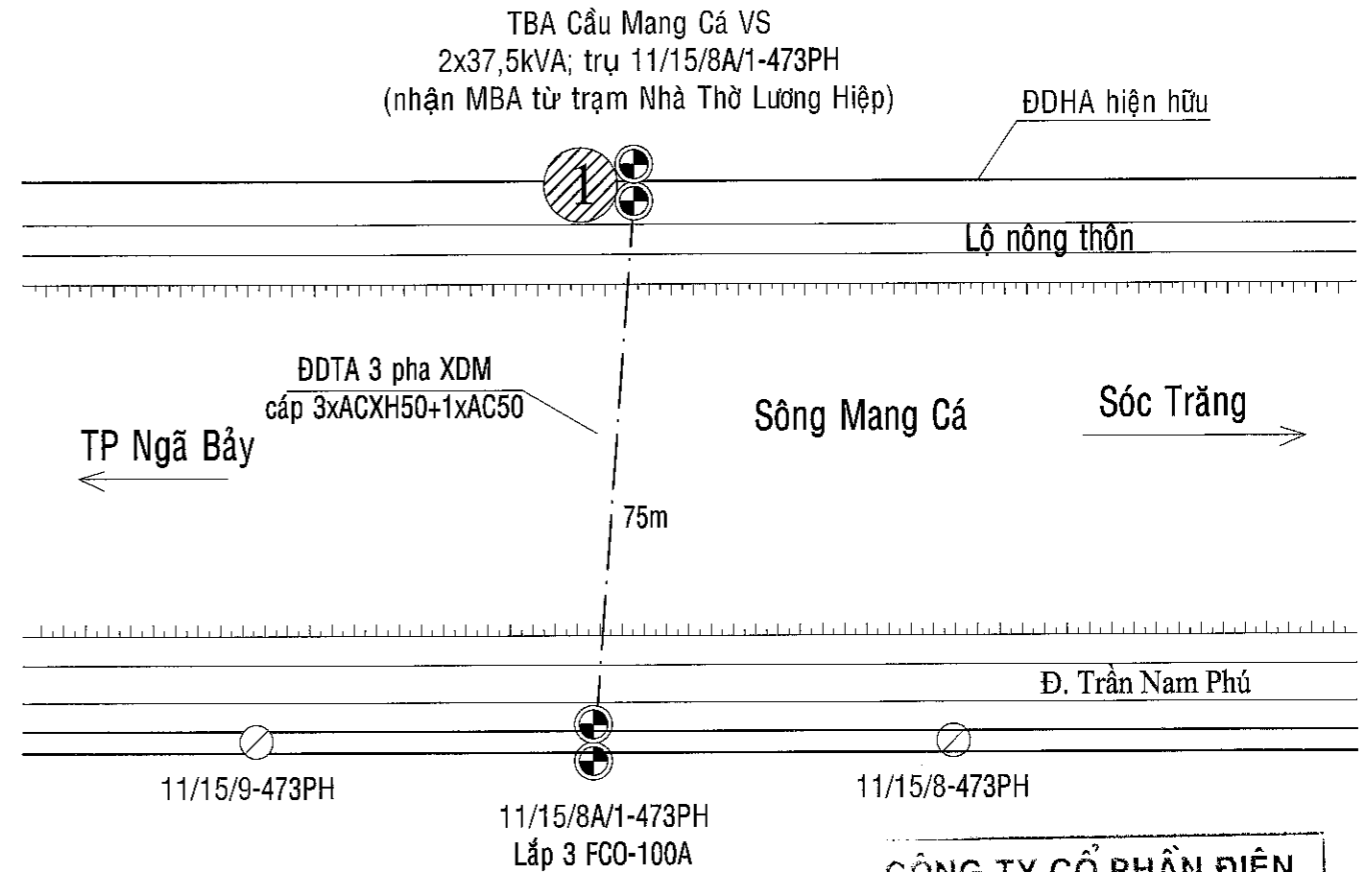 TBA Cầu Mang Cá VS
2x37,5kVA; trụ 11/15/8A/1-473PH
(nhận MBA từ trạm Nhà Thờ Lương Hiệp)
ĐDHA hiện hữu
1
Lộ nông thôn
ĐDTA 3 pha XDM
cáp 3xACXH50+1xAC50
Sông Mang Cá
Sóc Trăng
TP Ngã Bảy
75m
Đ. Trần Nam Phú
11/15/9-473PH
11/15/8A/1-473PH
Lắp 3 FCO-100A
11/15/8-473PH
CÔNG TY CỔ PHẦN ĐIỆN